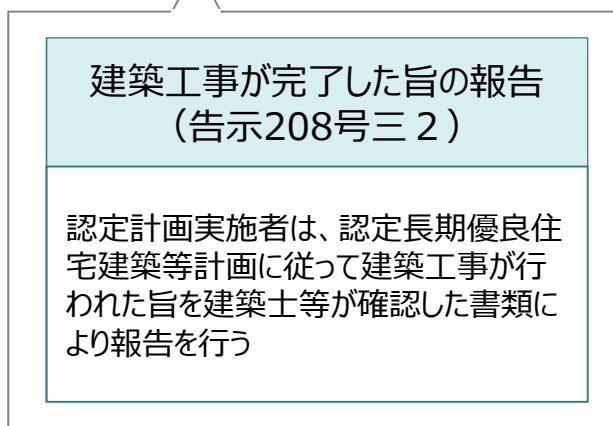 建築工事が完了した旨の報告
（告示208号三２）
認定計画実施者は、認定長期優良住
宅建築等計画に従って建築工事が行
われた旨を建築士等が確認した書類に
より報告を行う